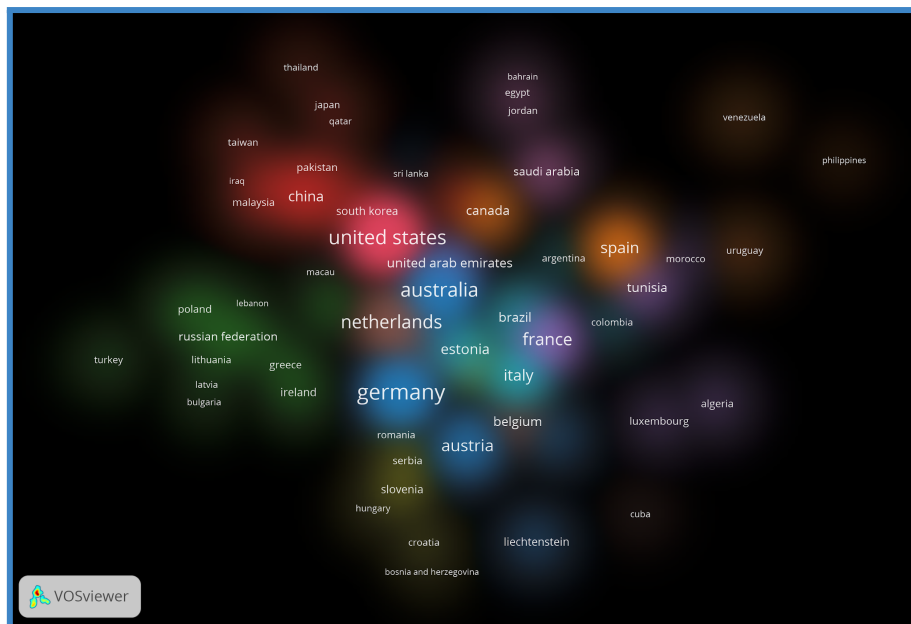 thailand
bahrain
egypt
japan
jordan
venezuela
qatar
taiwan
philippines
pakistan
sri lanka
saudi arabia
iraq
china
malaysia
south korea
canada
united states
spain
uruguay
argentina
morocco
united arab emirates
macau
tunisia
australia
lebanon
poland
brazil
netherlands
colombia
russian federation
france
estonia
turkey
lithuania
greece
italy
latvia
ireland
germany
bulgaria
algeria
belgium
luxembourg
romania
austria
serbia
slovenia
hungary
cuba
croatia
liechtenstein
bosnia and herzegovina
VOSviewer